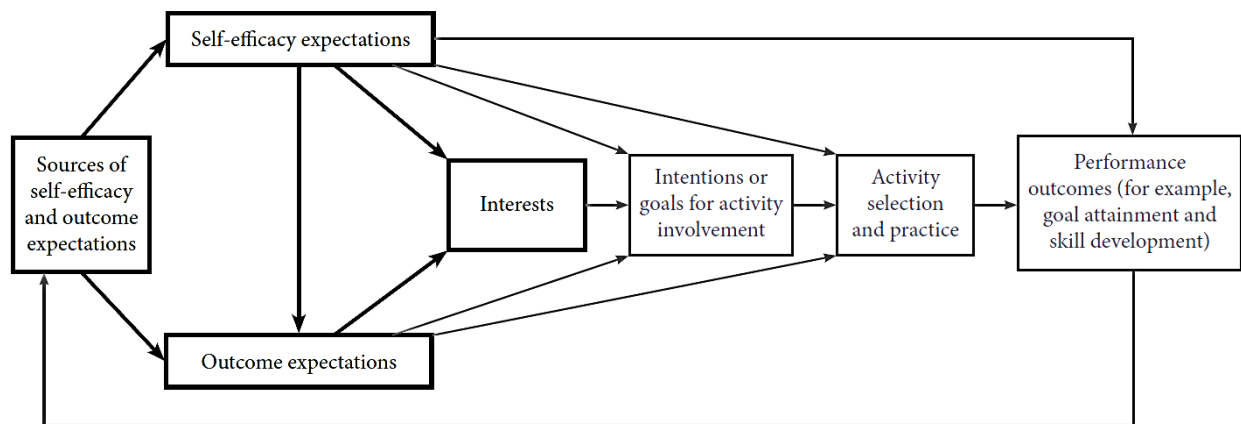 Self-efficacy expectations
Sources of
self-efficacy
and outcome
expectations
Interests
Intentions or
goals for activity
involvement
Activity
selection
and practice
Performance
outcomes (for example,
goal attainment and
skill development)
Outcome expectations